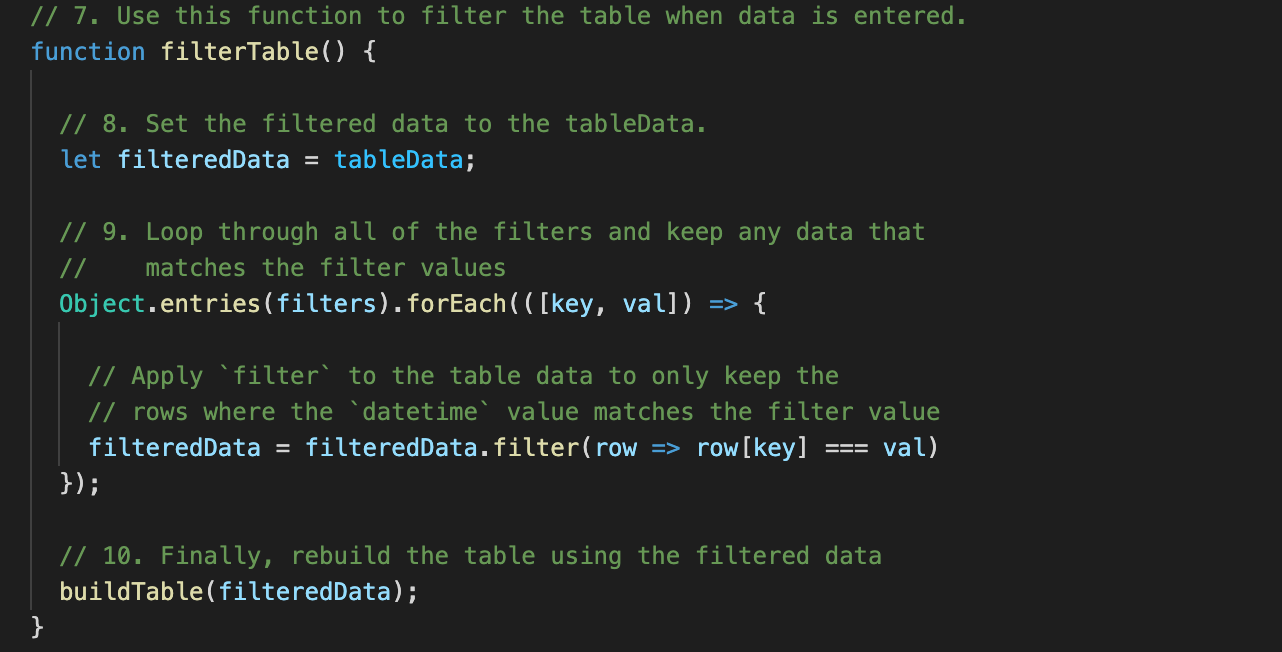 // 7. Use this function to filter the table when data is entered.
function filterTable() {
// 8. Set the filtered data to the tableData.
let filteredData = tableData;
// 9. Loop through all of the filters and keep any data that
//    matches the filter values
Object.entries(filters).forEach(([key, val]) => {
// Apply `filter` to the table data to only keep the
// rows where the `datetime` value matches the filter value
filteredData = filteredData.filter(row => row[key] === val)
});
// 10. Finally, rebuild the table using the filtered data
buildTable(filteredData);
}